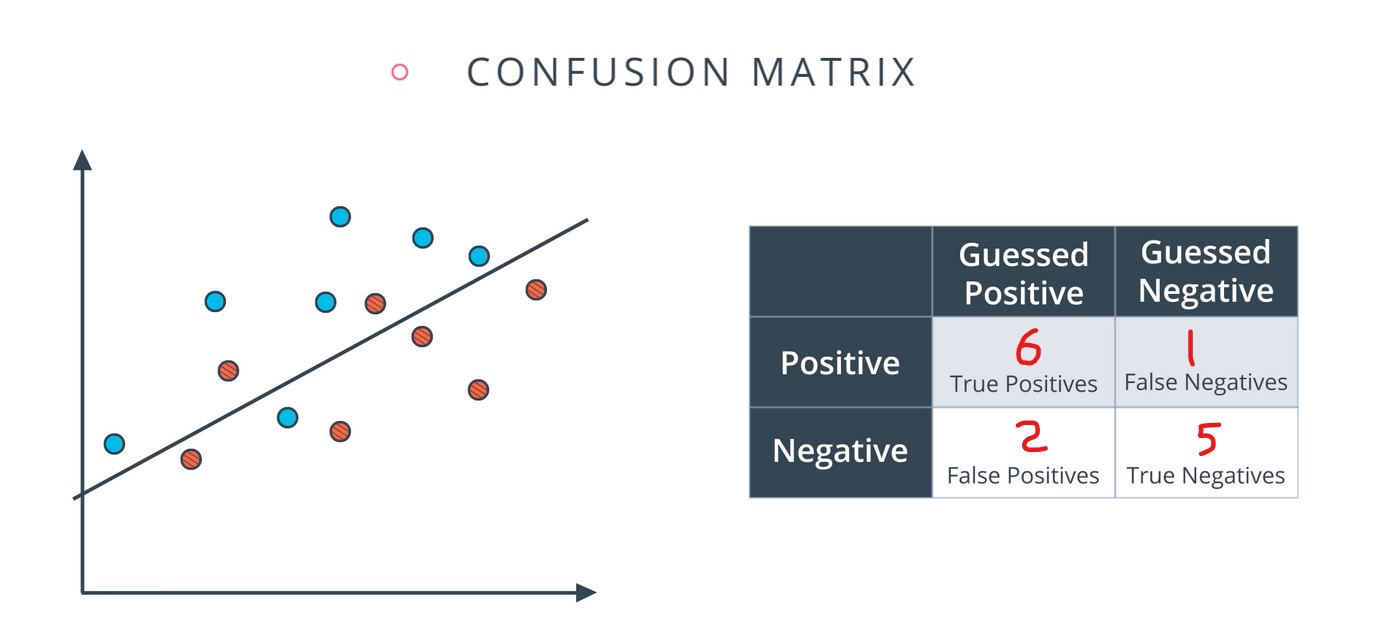 CONFUSION MATRIX
Guessed Positive
Guessed Negative
Positive
6
True Positives
1
False Negatives
Negative
2
False Positives
5
True Negatives